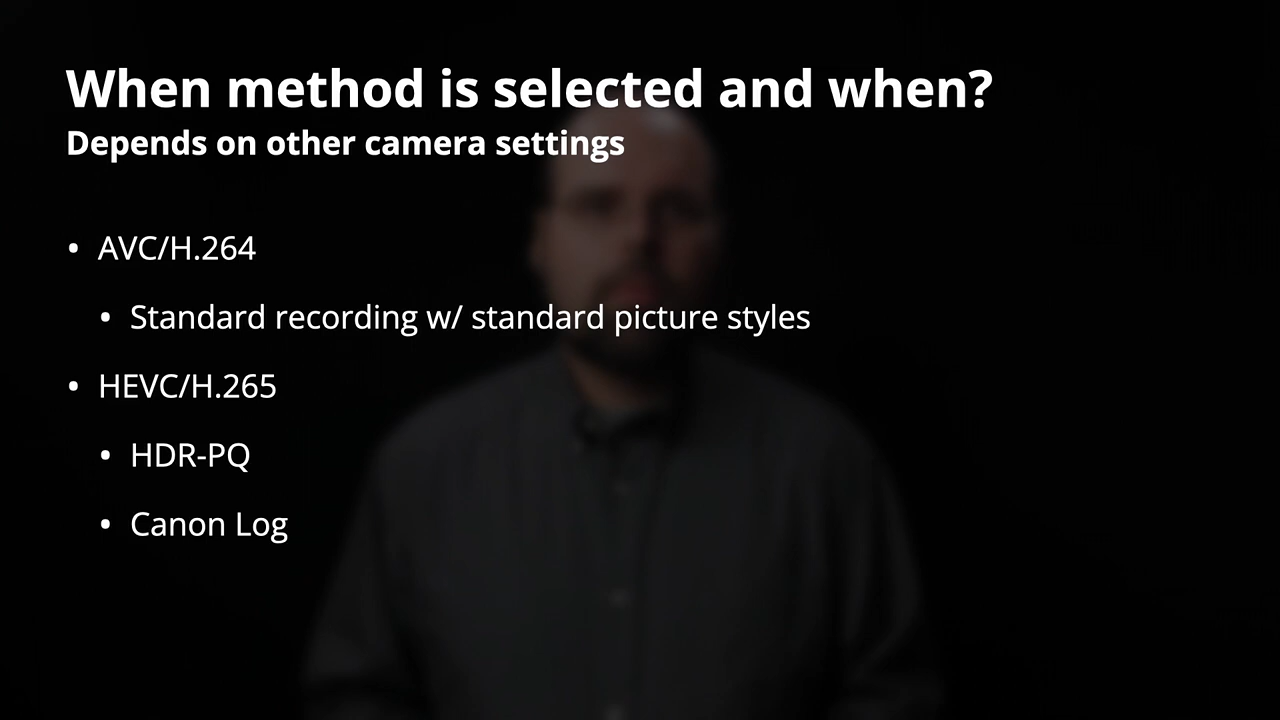 When method is selected and when?
Depends on other camera settings
• AVC/H.264
• Standard recording w/ standard picture styles
• HEVC/H.265
• HDR-PQ
• Canon Log